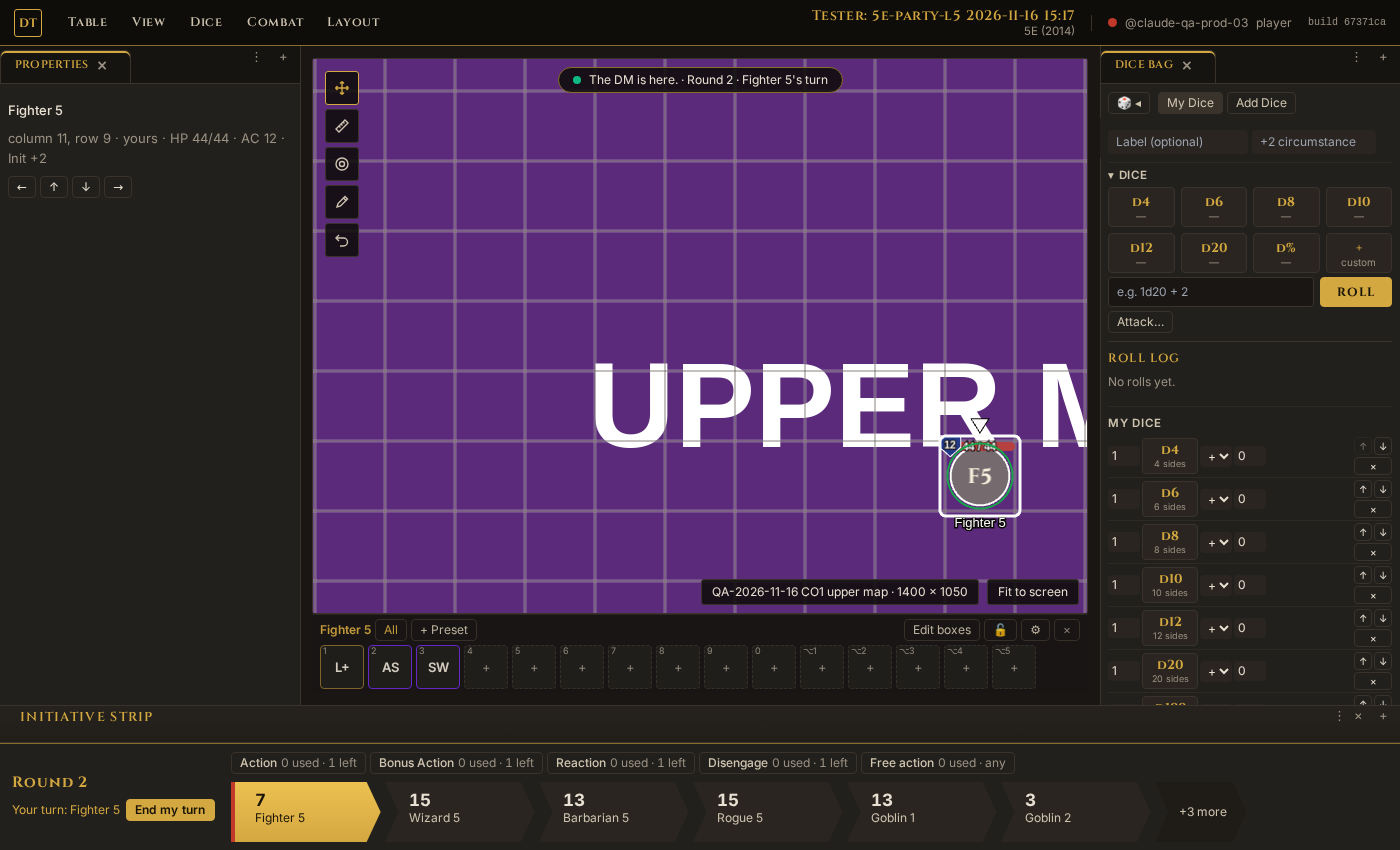 DT
TABLE VIEW DICE COMBAT LAYOUT
TESTER: 5E-PARTY-L5 2026-11-16 15:17
5E (2014)
@claude-qa-prod-03 player
build 67371ca
PROPERTIES ×
Fighter 5
column 11, row 9 · yours · HP 44/44 · AC 12 ·
Init +2
The DM is here. · Round 2 · Fighter 5's turn
UPPER M
12
F5
Fighter 5
QA-2026-11-16 CO1 upper map · 1400 × 1050
Fit to screen
Fighter 5 All + Preset
Edit boxes
1 2 3 4 5 6 7 8 9 0 ⌥1 ⌥2 ⌥3 ⌥4 ⌥5
L+ AS SW + + + + + + + + + + + +
DICE BAG ×
My Dice Add Dice
Label (optional) +2 circumstance
▾ DICE
D4 D6 D8 D10
— — — —
D12 D20 D% +
— — — custom
e.g. 1d20 + 2 ROLL
Attack...
ROLL LOG
No rolls yet.
MY DICE
1 D4 + 0
4 sides
1 D6 + 0
6 sides
1 D8 + 0
8 sides
1 D10 + 0
10 sides
1 D12 + 0
12 sides
1 D20 + 0
20 sides
INITIATIVE STRIP
ROUND 2
Your turn: Fighter 5 End my turn
Action 0 used · 1 left Bonus Action 0 used · 1 left Reaction 0 used · 1 left Disengage 0 used · 1 left Free action 0 used · any
7 15 13 15 13 3
Fighter 5 Wizard 5 Barbarian 5 Rogue 5 Goblin 1 Goblin 2 +3 more